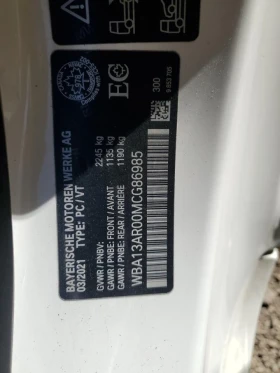 BAYERISCHE MOTOREN WERKE AG
03/2021 TYPE: PC / VT
GVWR / PNBV: 2245 kg
GAWR / PNBE: FRONT / AVANT 1135 kg
GAWR / PNBE: REAR / ARRIÈRE 1190 kg
WBA13AR00MCG86985
300